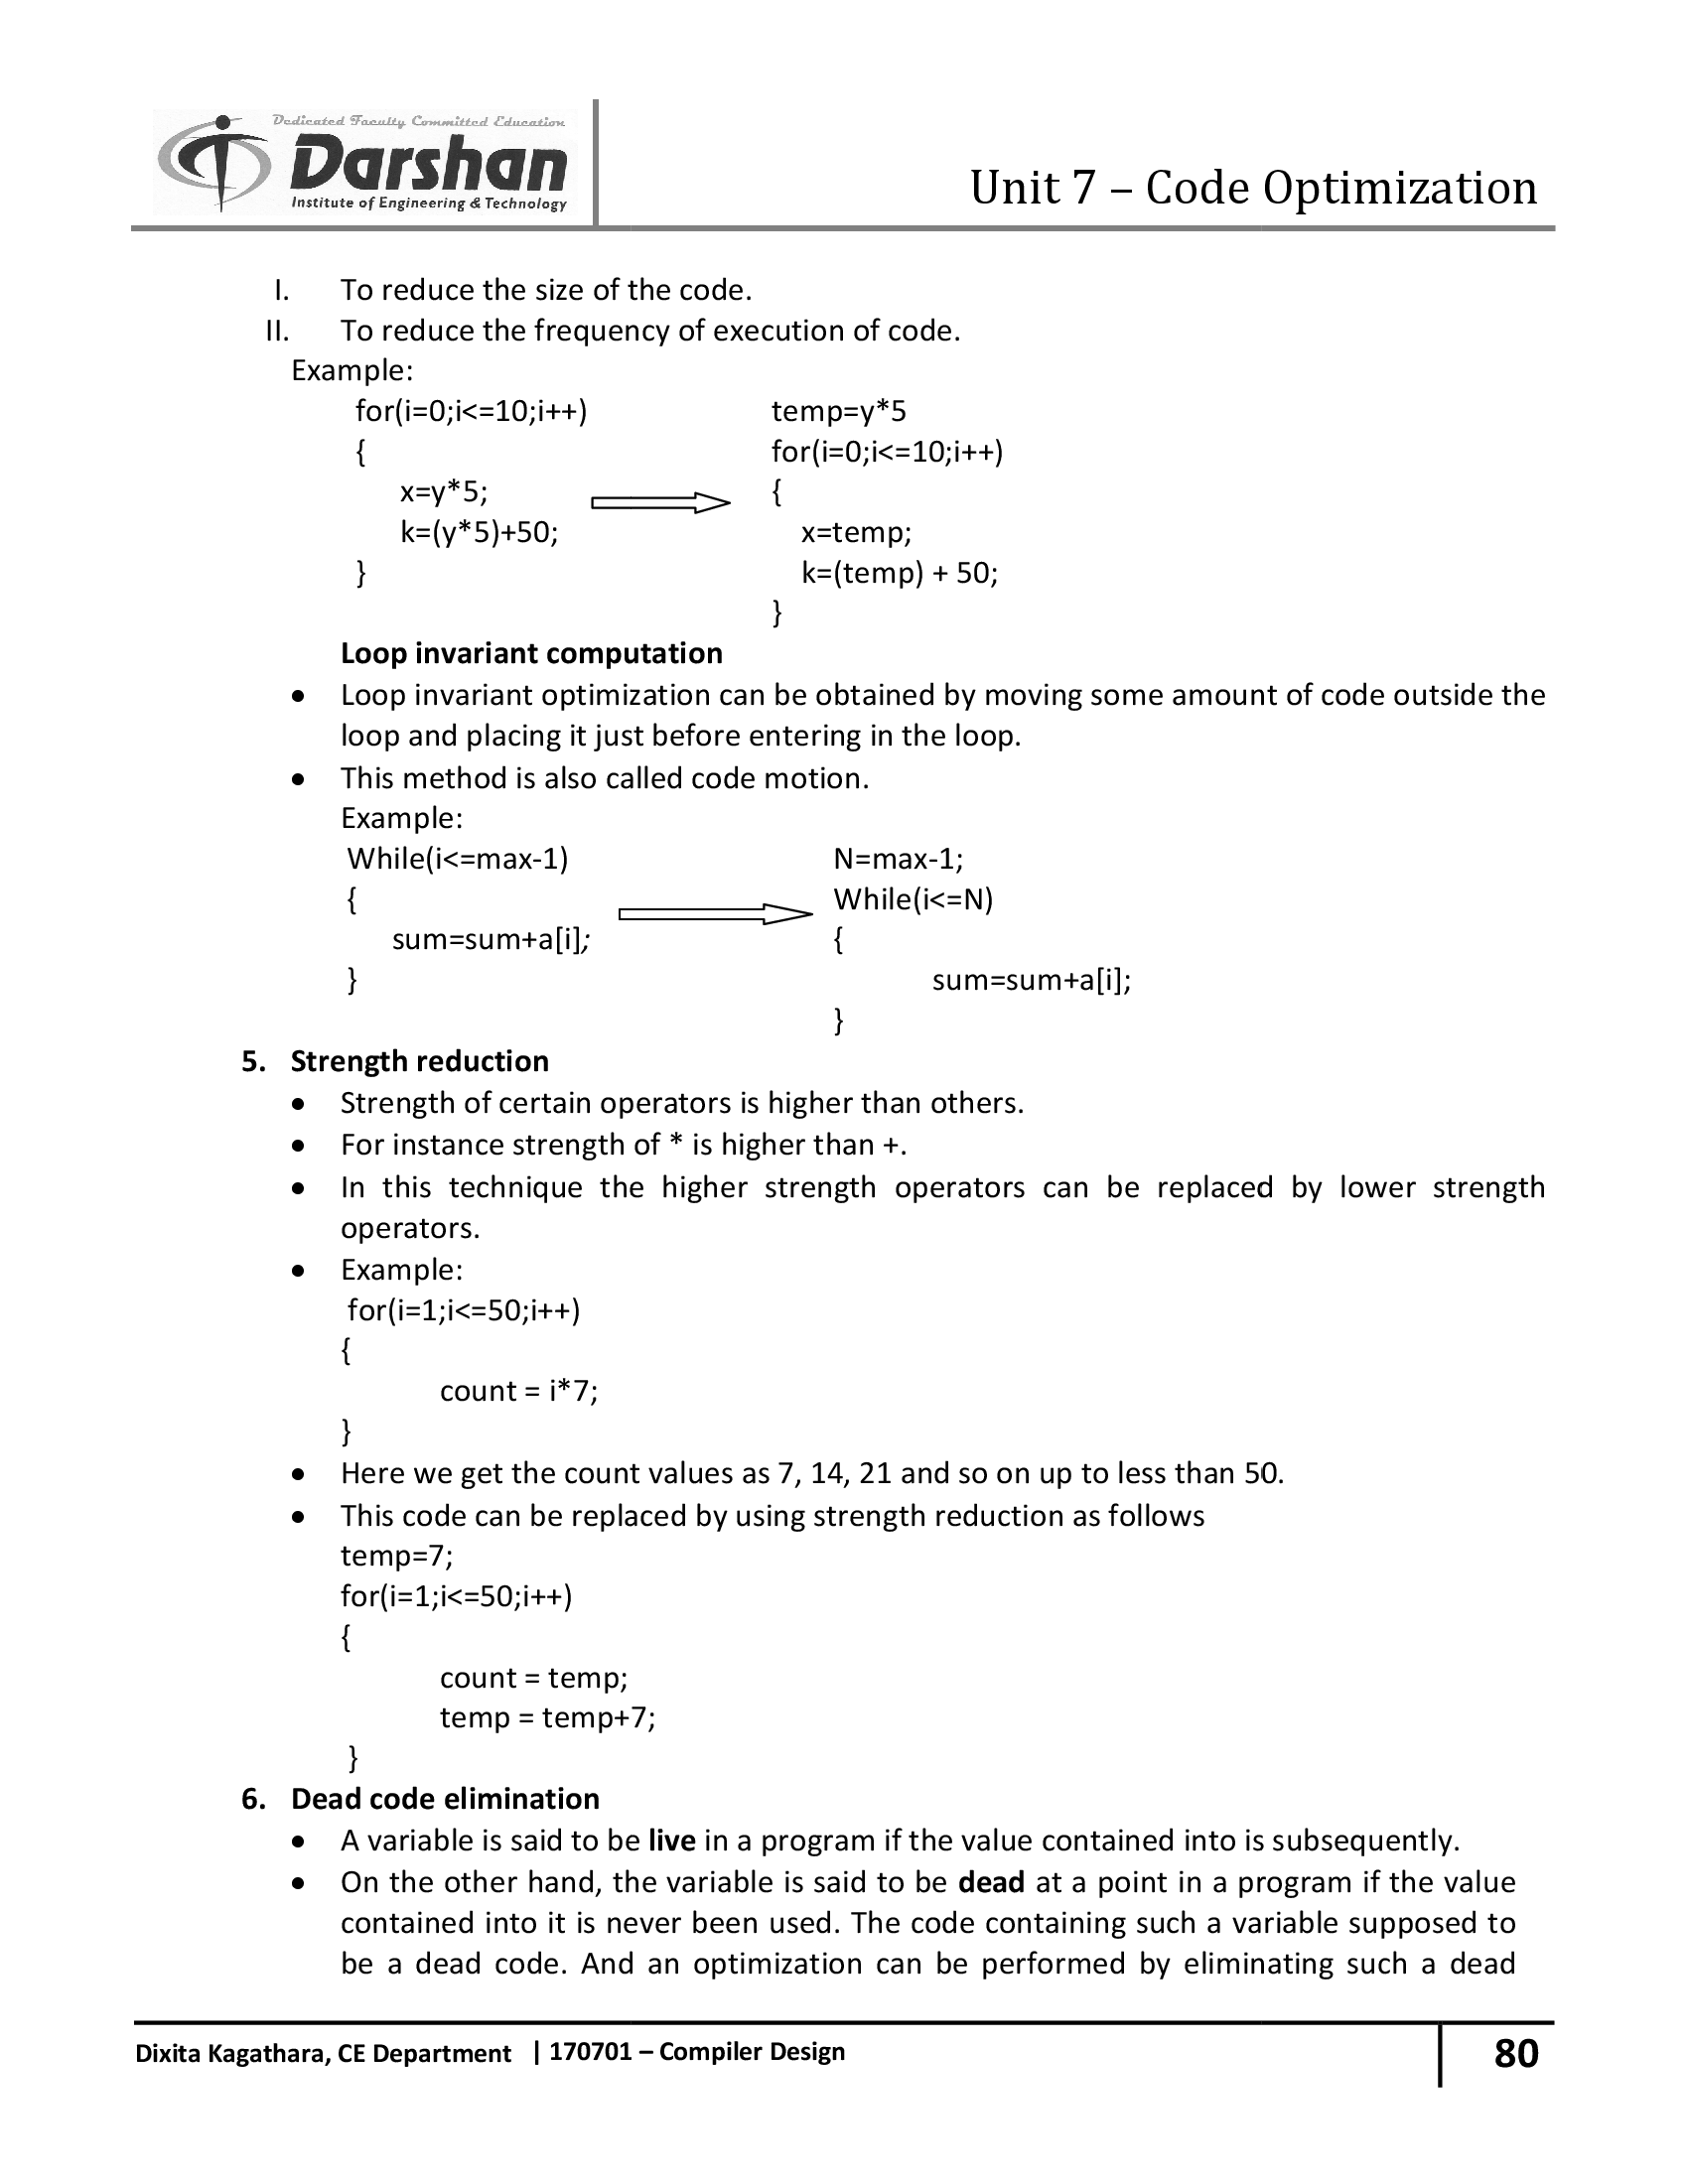 Dedicated Faculty Committed Education
Darshan
Institute of Engineering & Technology
Unit 7 – Code Optimization
I. To reduce the size of the code.
II. To reduce the frequency of execution of code.
Example:
for(i=0;i<=10;i++) temp=y*5
{ for(i=0;i<=10;i++)
x=y*5; {
k=(y*5)+50; x=temp;
} k=(temp) + 50;
}
Loop invariant computation
• Loop invariant optimization can be obtained by moving some amount of code outside the
loop and placing it just before entering in the loop.
• This method is also called code motion.
Example:
While(i<=max-1) N=max-1;
{ While(i<=N)
sum=sum+a[i]; {
} sum=sum+a[i];
}
5. Strength reduction
• Strength of certain operators is higher than others.
• For instance strength of * is higher than +.
• In this technique the higher strength operators can be replaced by lower strength
operators.
• Example:
for(i=1;i<=50;i++)
{
count = i*7;
}
• Here we get the count values as 7, 14, 21 and so on up to less than 50.
• This code can be replaced by using strength reduction as follows
temp=7;
for(i=1;i<=50;i++)
{
count = temp;
temp = temp+7;
}
6. Dead code elimination
• A variable is said to be live in a program if the value contained into is subsequently.
• On the other hand, the variable is said to be dead at a point in a program if the value
contained into it is never been used. The code containing such a variable supposed to
be a dead code. And an optimization can be performed by eliminating such a dead
Dixita Kagathara, CE Department | 170701 – Compiler Design 80